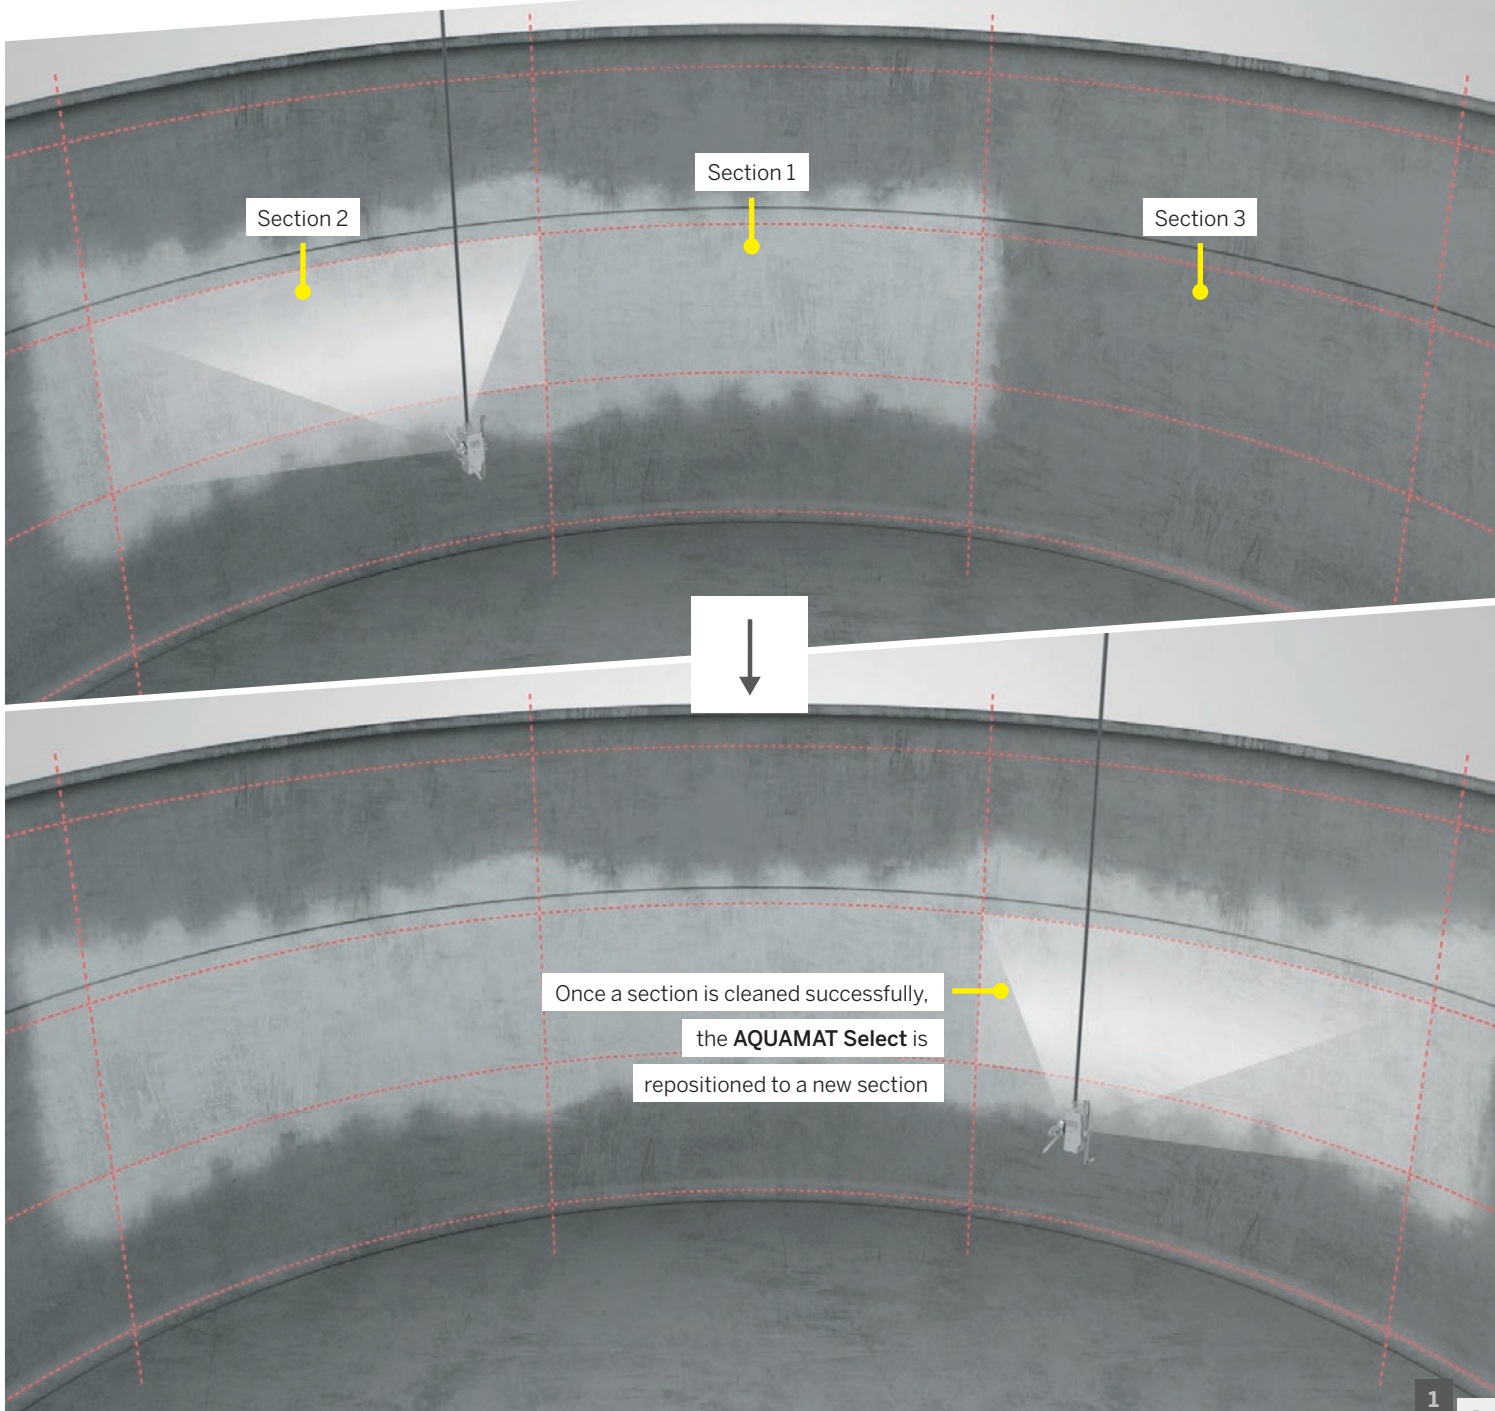 Section 1
Section 2
Section 3
Once a section is cleaned successfully,
the AQUAMAT Select is
repositioned to a new section
1